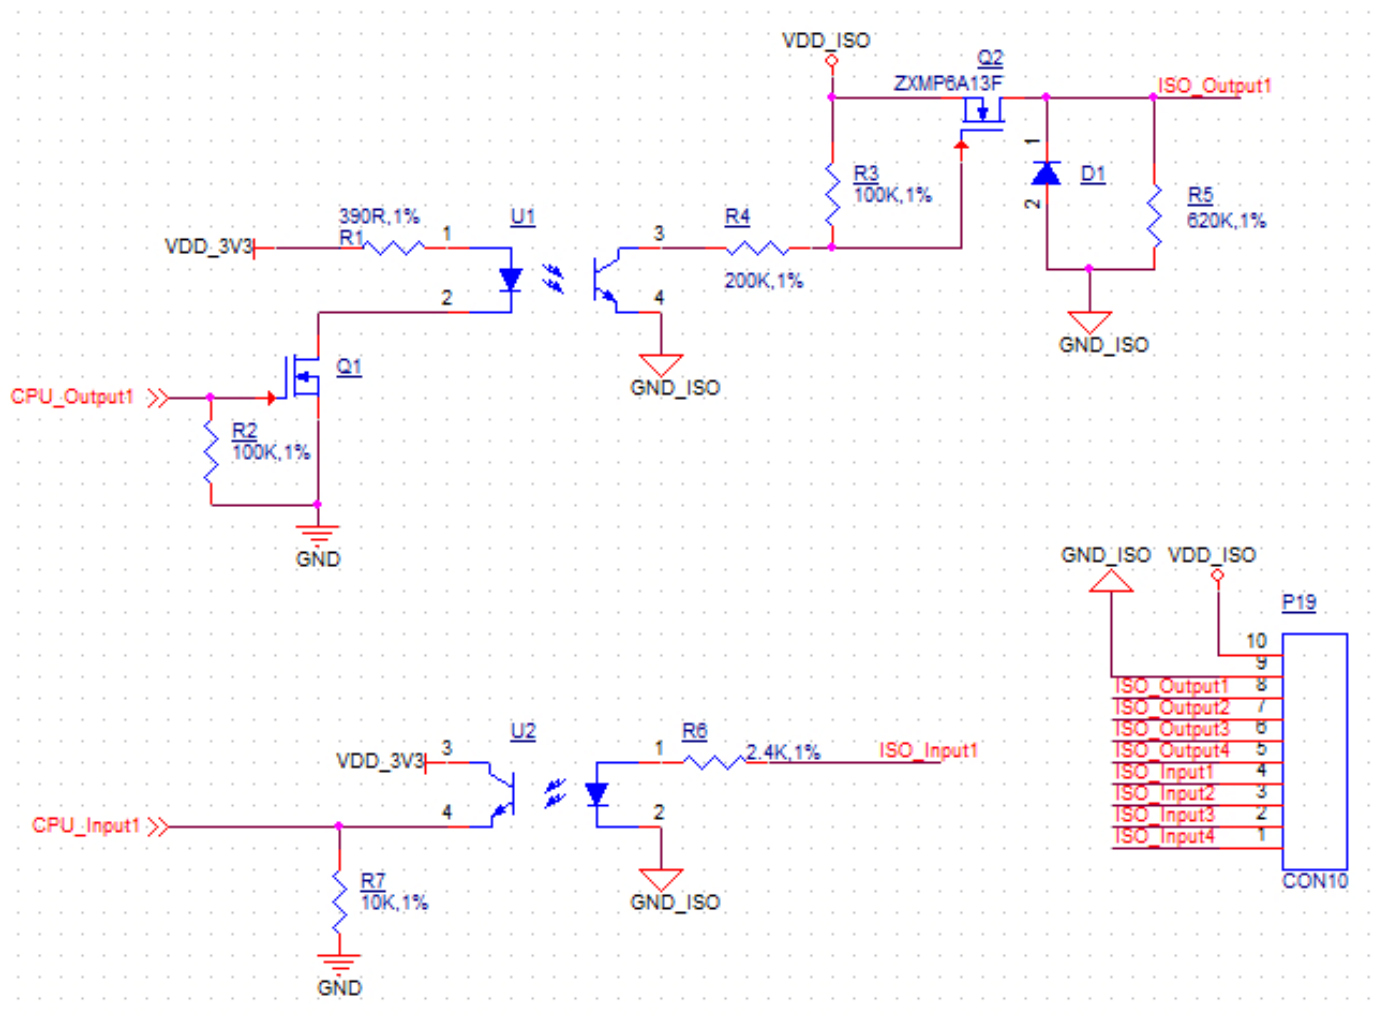 VDD_ISO
Q2
ZXMP6A13F
ISO_Output1
1
D1
2
R3
100K,1%
R5
620K,1%
390R,1%
R1
VDD_3V3
1
U1
3
R4
200K,1%
2
4
GND_ISO
GND_ISO
Q1
CPU_Output1
R2
100K,1%
GND
GND_ISO
VDD_ISO
P19
10
9
ISO_Output1 8
ISO_Output2 7
ISO_Output3 6
ISO_Output4 5
ISO_Input1 4
ISO_Input2 3
ISO_Input3 2
ISO_Input4 1
CON10
U2
VDD_3V3
3
1
R6
2.4K,1%
ISO_Input1
CPU_Input1
4
2
GND_ISO
R7
10K,1%
GND